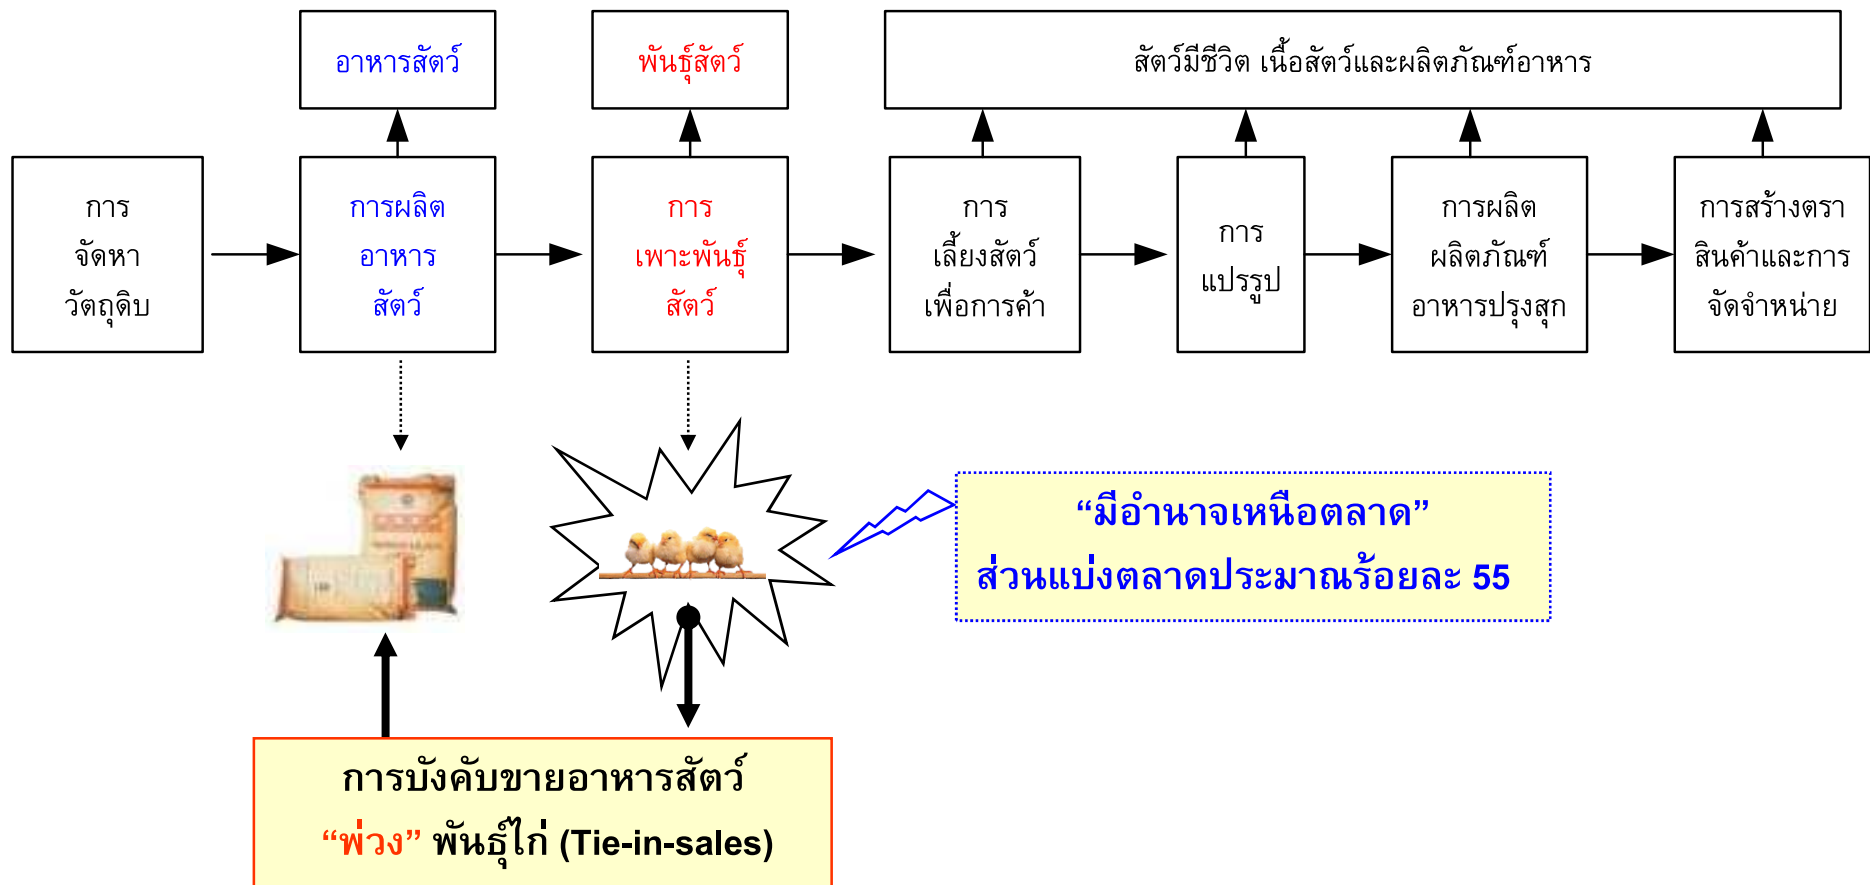 อาหารสัตว์
พันธุ์สัตว์
สัตว์มีชีวิต เนื้อสัตว์และผลิตภัณฑ์อาหาร
การ
จัดหา
วัตถุดิบ
การผลิต
อาหาร
สัตว์
การ
เพาะพันธุ์
สัตว์
การ
เลี้ยงสัตว์
เพื่อการค้า
การ
แปรรูป
การผลิต
ผลิตภัณฑ์
อาหารปรุงสุก
การสร้างตรา
สินค้าและการ
จัดจำหน่าย
“มีอำนาจเหนือตลาด”
ส่วนแบ่งตลาดประมาณร้อยละ 55
การบังคับขายอาหารสัตว์
“พ่วง” พันธุ์ไก่ (Tie-in-sales)